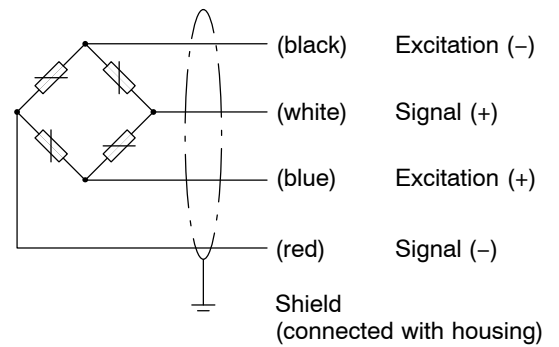 (black) Excitation (−)
(white) Signal (+)
(blue) Excitation (+)
(red) Signal (−)
Shield
(connected with housing)